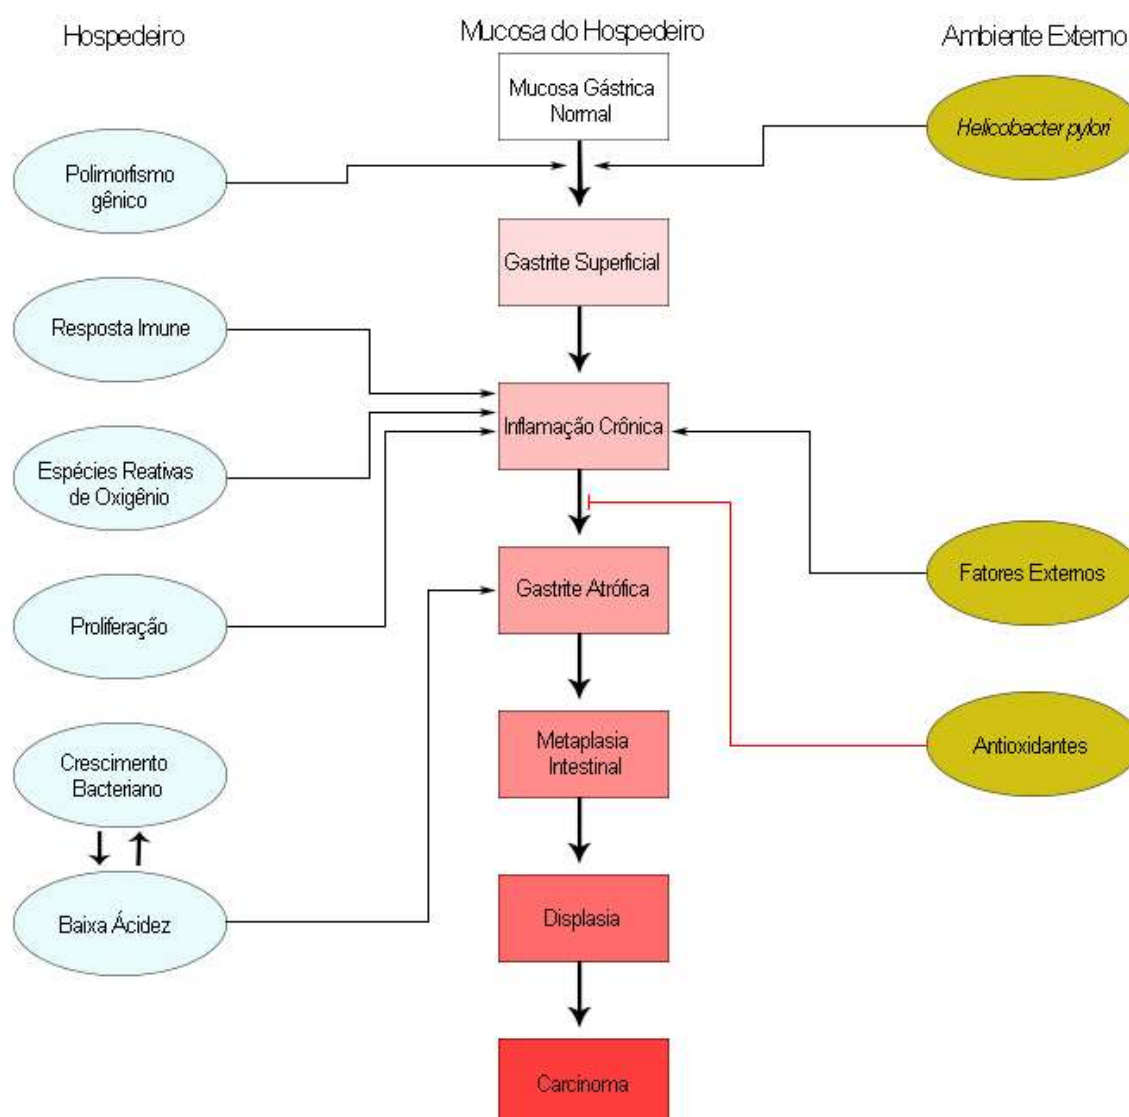 Hospedeiro
Mucosa do Hospedeiro
Ambiente Externo
Mucosa Gástrica
Normal
Helicobacter pylori
Polimorfismo
gênico
Gastrite Superficial
Resposta Imune
Inflamação Crônica
Espécies Reativas
de Oxigênio
Fatores Externos
Gastrite Atrófica
Proliferação
Metaplasia
Intestinal
Antioxidantes
Crescimento
Bacteriano
Displasia
Baixa Ácidez
Carcinoma